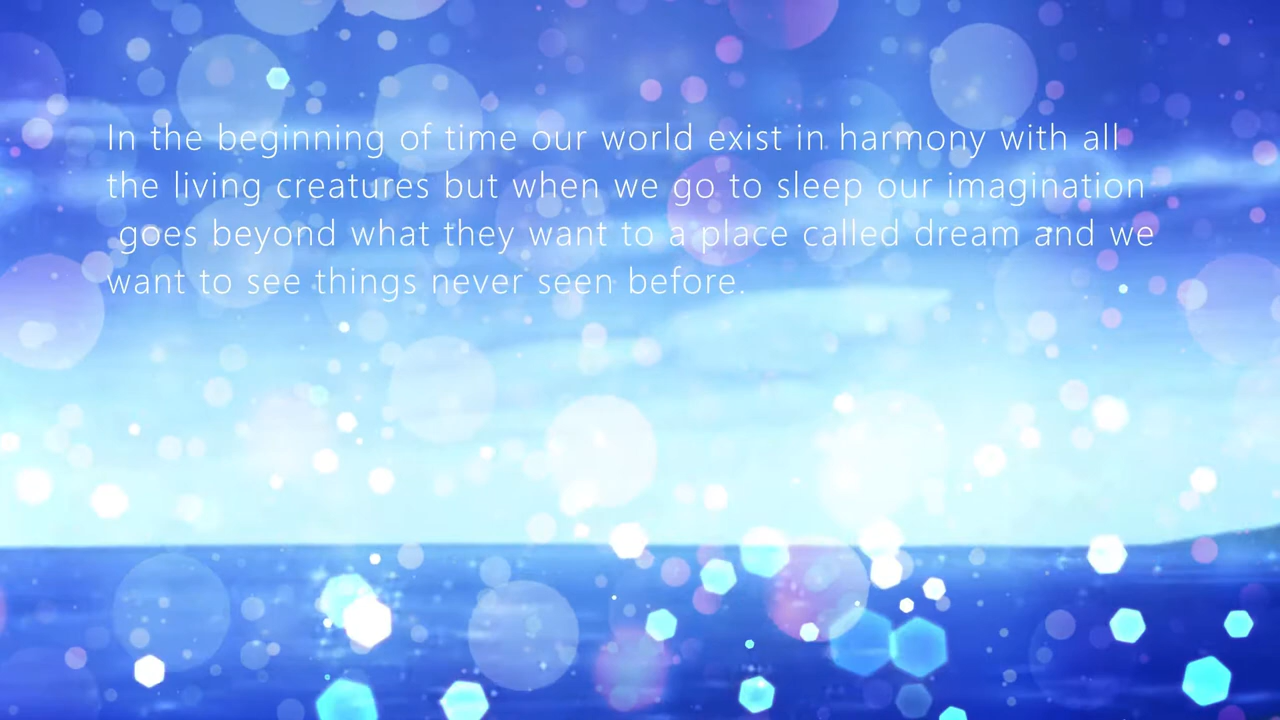 In the beginning of time our world exist in harmony with all
the living creatures but when we go to sleep our imagination
goes beyond what they want to a place called dream and we
want to see things never seen before.